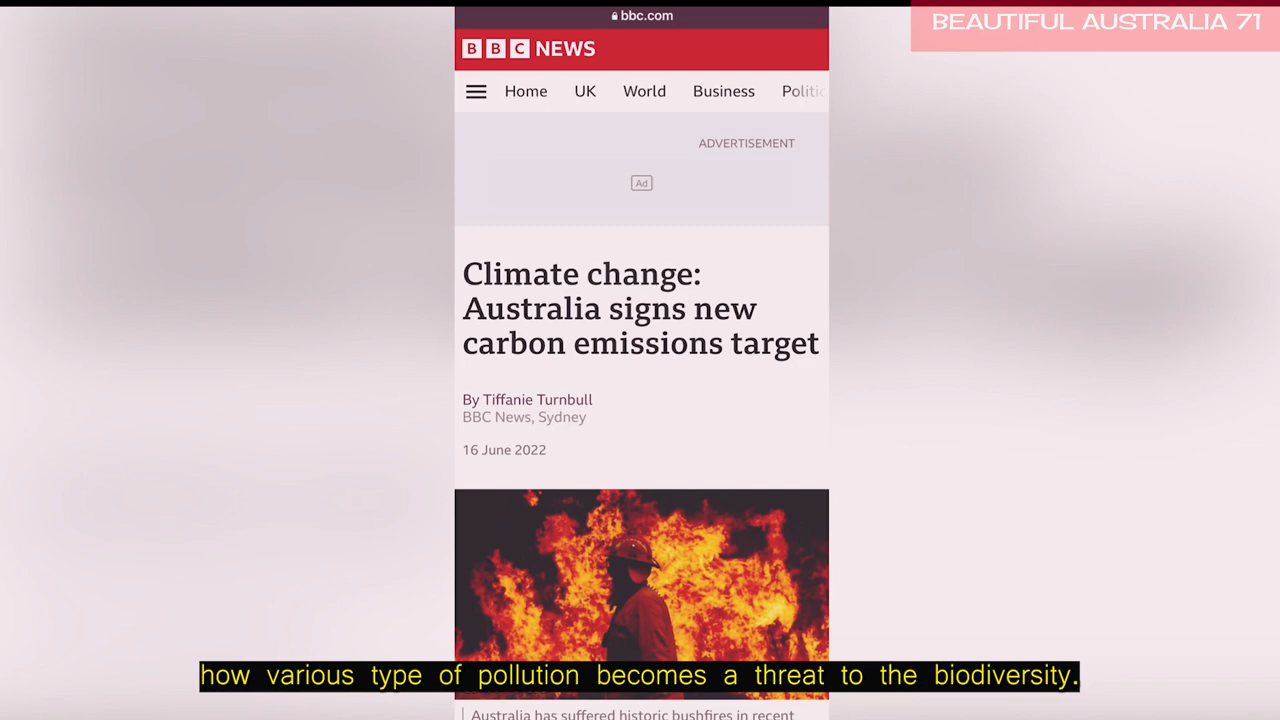 bbc.com
BEAUTIFUL AUSTRALIA 71
BBC NEWS
Home UK World Business Politic
ADVERTISEMENT
Ad
Climate change:
Australia signs new
carbon emissions target
By Tiffanie Turnbull
BBC News, Sydney
16 June 2022
how various type of pollution becomes a threat to the biodiversity.
Australia has suffered historic bushfires in recent